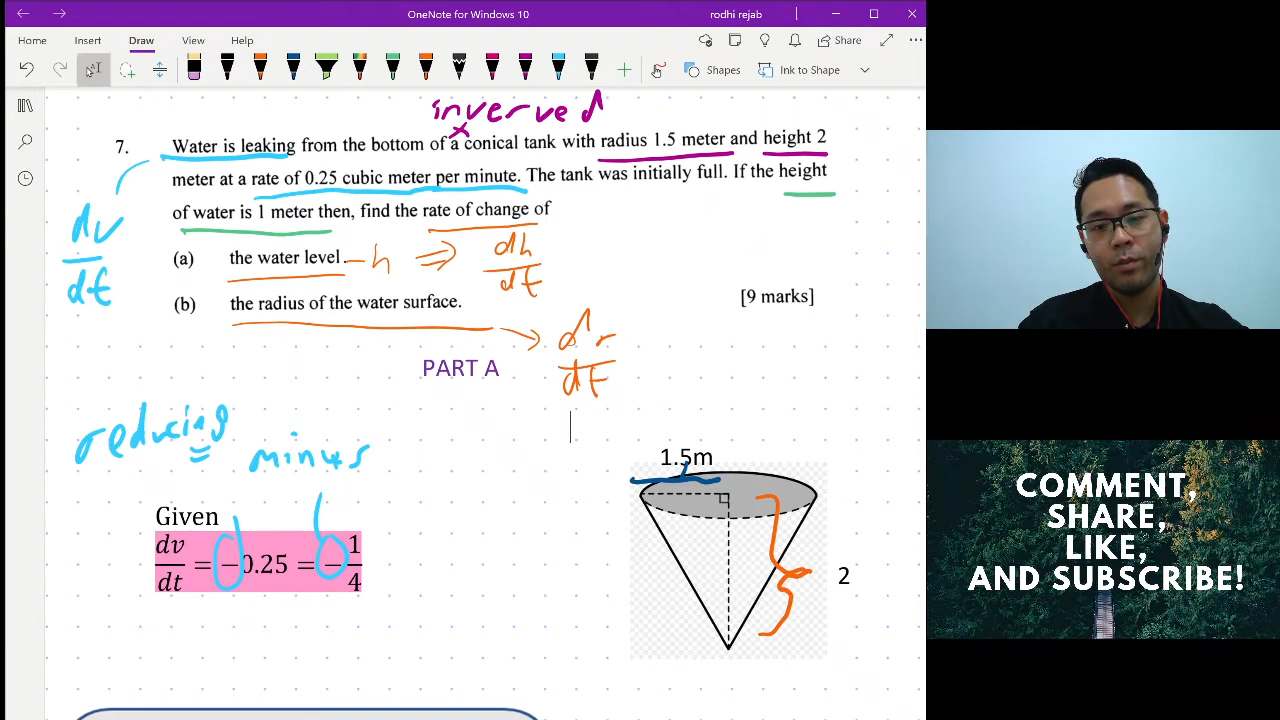 OneNote for Windows 10
rodhi rejab
Home Insert Draw View Help
Share
Shapes
Ink to Shape
inverved
7. Water is leaking from the bottom of a conical tank with radius 1.5 meter and height 2
meter at a rate of 0.25 cubic meter per minute. The tank was initially full. If the height
of water is 1 meter then, find the rate of change of
(a) the water level. - h ⇒ dh/dt
(b) the radius of the water surface. → dr/dt
[9 marks]
dv/dt
PART A
reducing
minus
Given
dv/dt = −0.25 = −1/4
1.5m
2
COMMENT,
SHARE,
LIKE,
AND SUBSCRIBE!